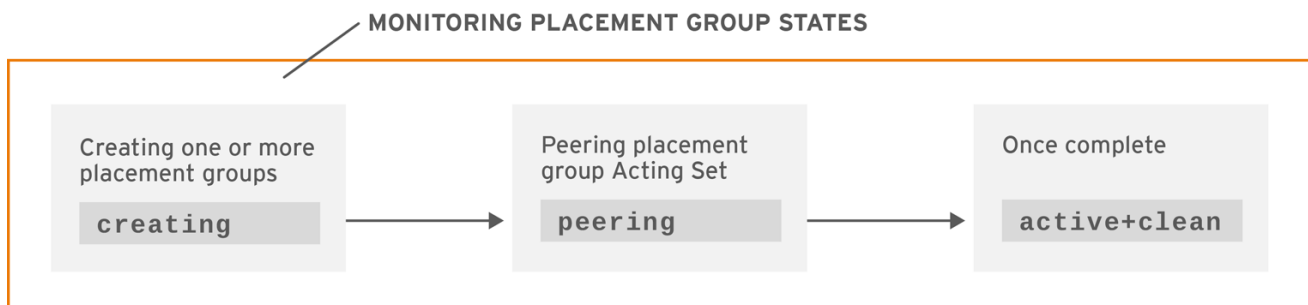 MONITORING PLACEMENT GROUP STATES
Creating one or more
placement groups
creating
Peering placement
group Acting Set
peering
Once complete
active+clean